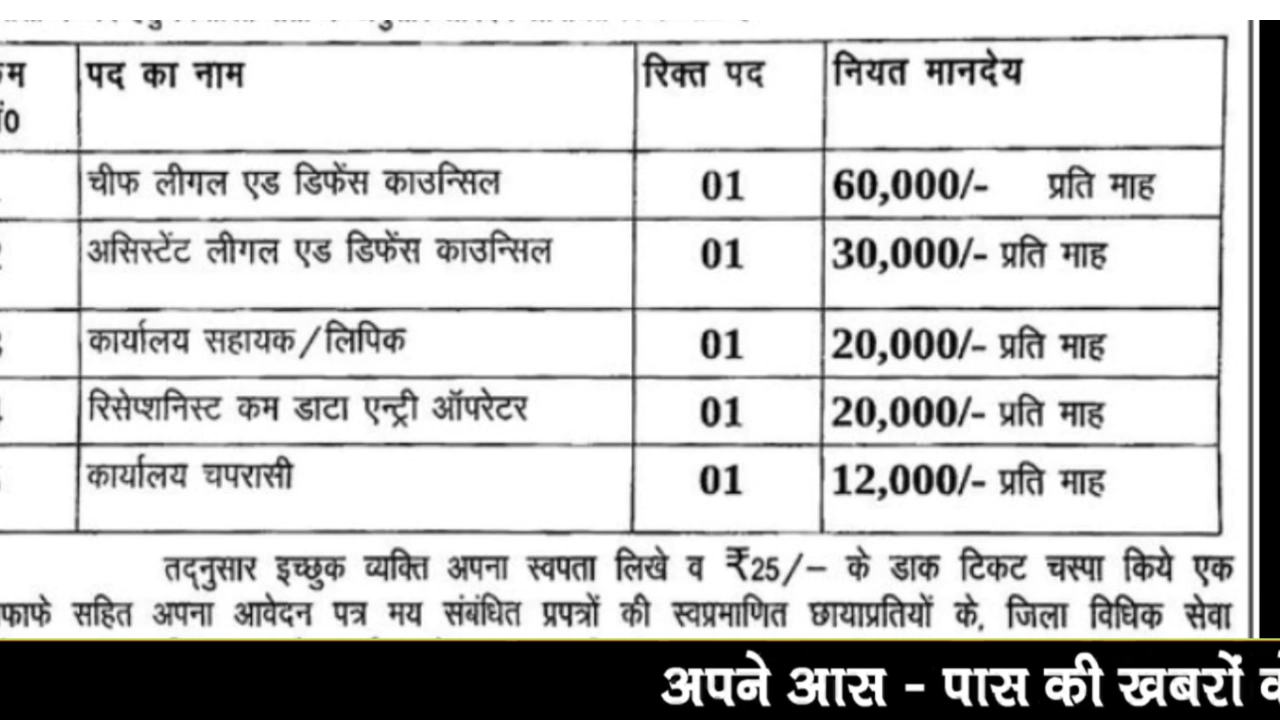 पद का नाम रिक्त पद नियत मानदेय
चीफ लीगल एड डिफेंस काउन्सिल 01 60,000/- प्रति माह
असिस्टेंट लीगल एड डिफेंस काउन्सिल 01 30,000/- प्रति माह
कार्यालय सहायक/लिपिक 01 20,000/- प्रति माह
रिसेप्शनिस्ट कम डाटा एन्ट्री ऑपरेटर 01 20,000/- प्रति माह
कार्यालय चपरासी 01 12,000/- प्रति माह
तद्नुसार इच्छुक व्यक्ति अपना स्वपता लिखे व ₹25/– के डाक टिकट चस्पा किये एक
सहित अपना आवेदन पत्र मय संबंधित प्रपत्रों की स्वप्रमाणित छायाप्रतियों के, जिला विधिक सेवा
अपने आस - पास की खबरों